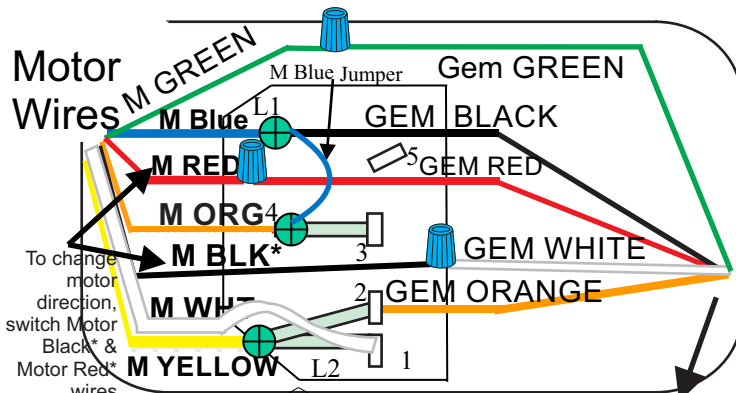 Motor
Wires
M GREEN
Gem GREEN
M Blue Jumper
M Blue
L1
GEM BLACK
M RED
5
GEM RED
M ORG
4
3
M BLK*
GEM WHITE
To change
motor
direction,
switch Motor
Black* &
Motor Red*
wires
M WHT
2
GEM ORANGE
M YELLOW
L2
1